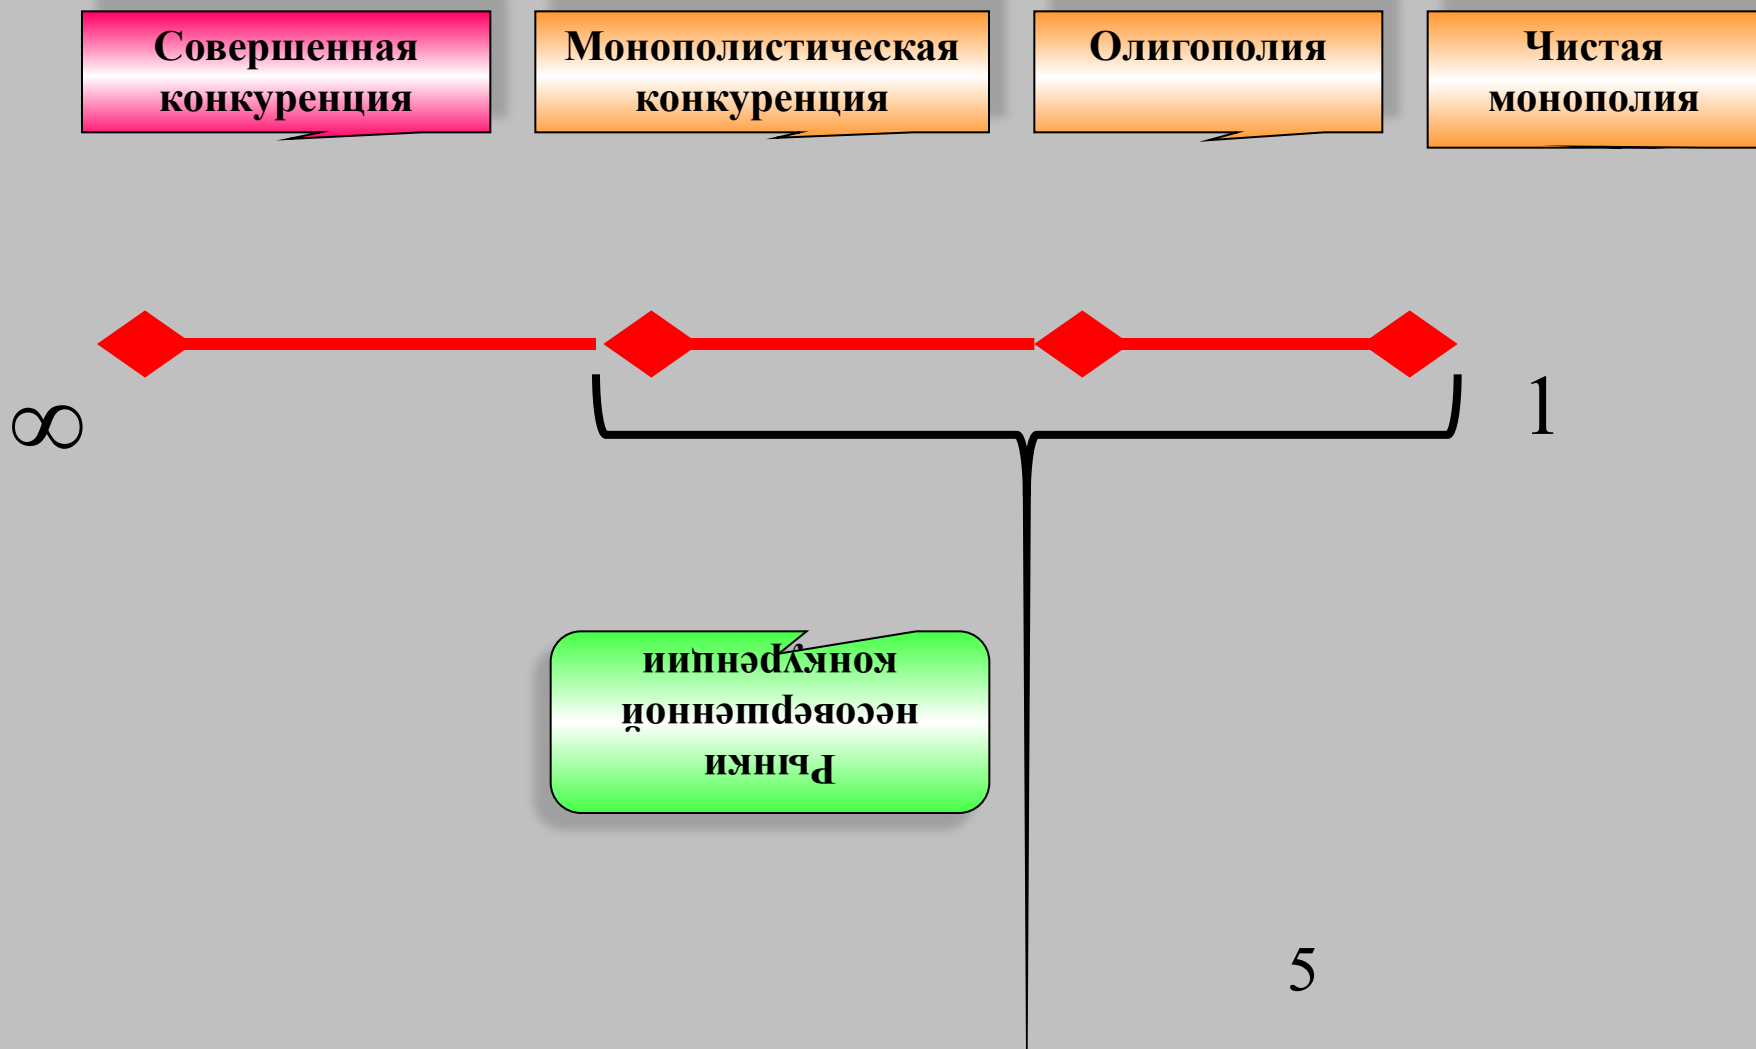 Совершенная
конкуренция
Монополистическая
конкуренция
Олигополия
Чистая
монополия
∞
1
Рынки
несовершенной
конкуренции
5